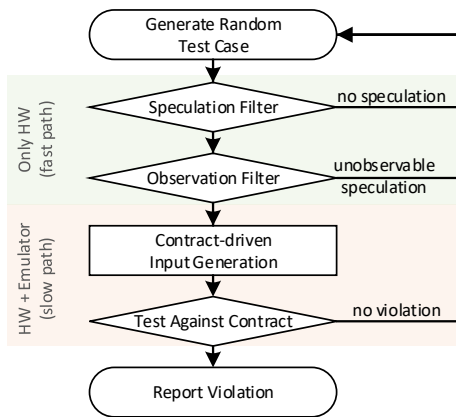 Generate Random
Test Case
Only HW
(fast path)
Speculation Filter
no speculation
Observation Filter
unobservable
speculation
HW + Emulator
(slow path)
Contract-driven
Input Generation
Test Against Contract
no violation
Report Violation